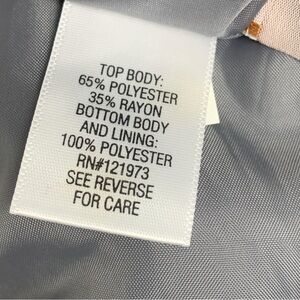 TOP BODY:
65% POLYESTER
35% RAYON
BOTTOM BODY
AND LINING:
100% POLYESTER
RN#121973
SEE REVERSE
FOR CARE